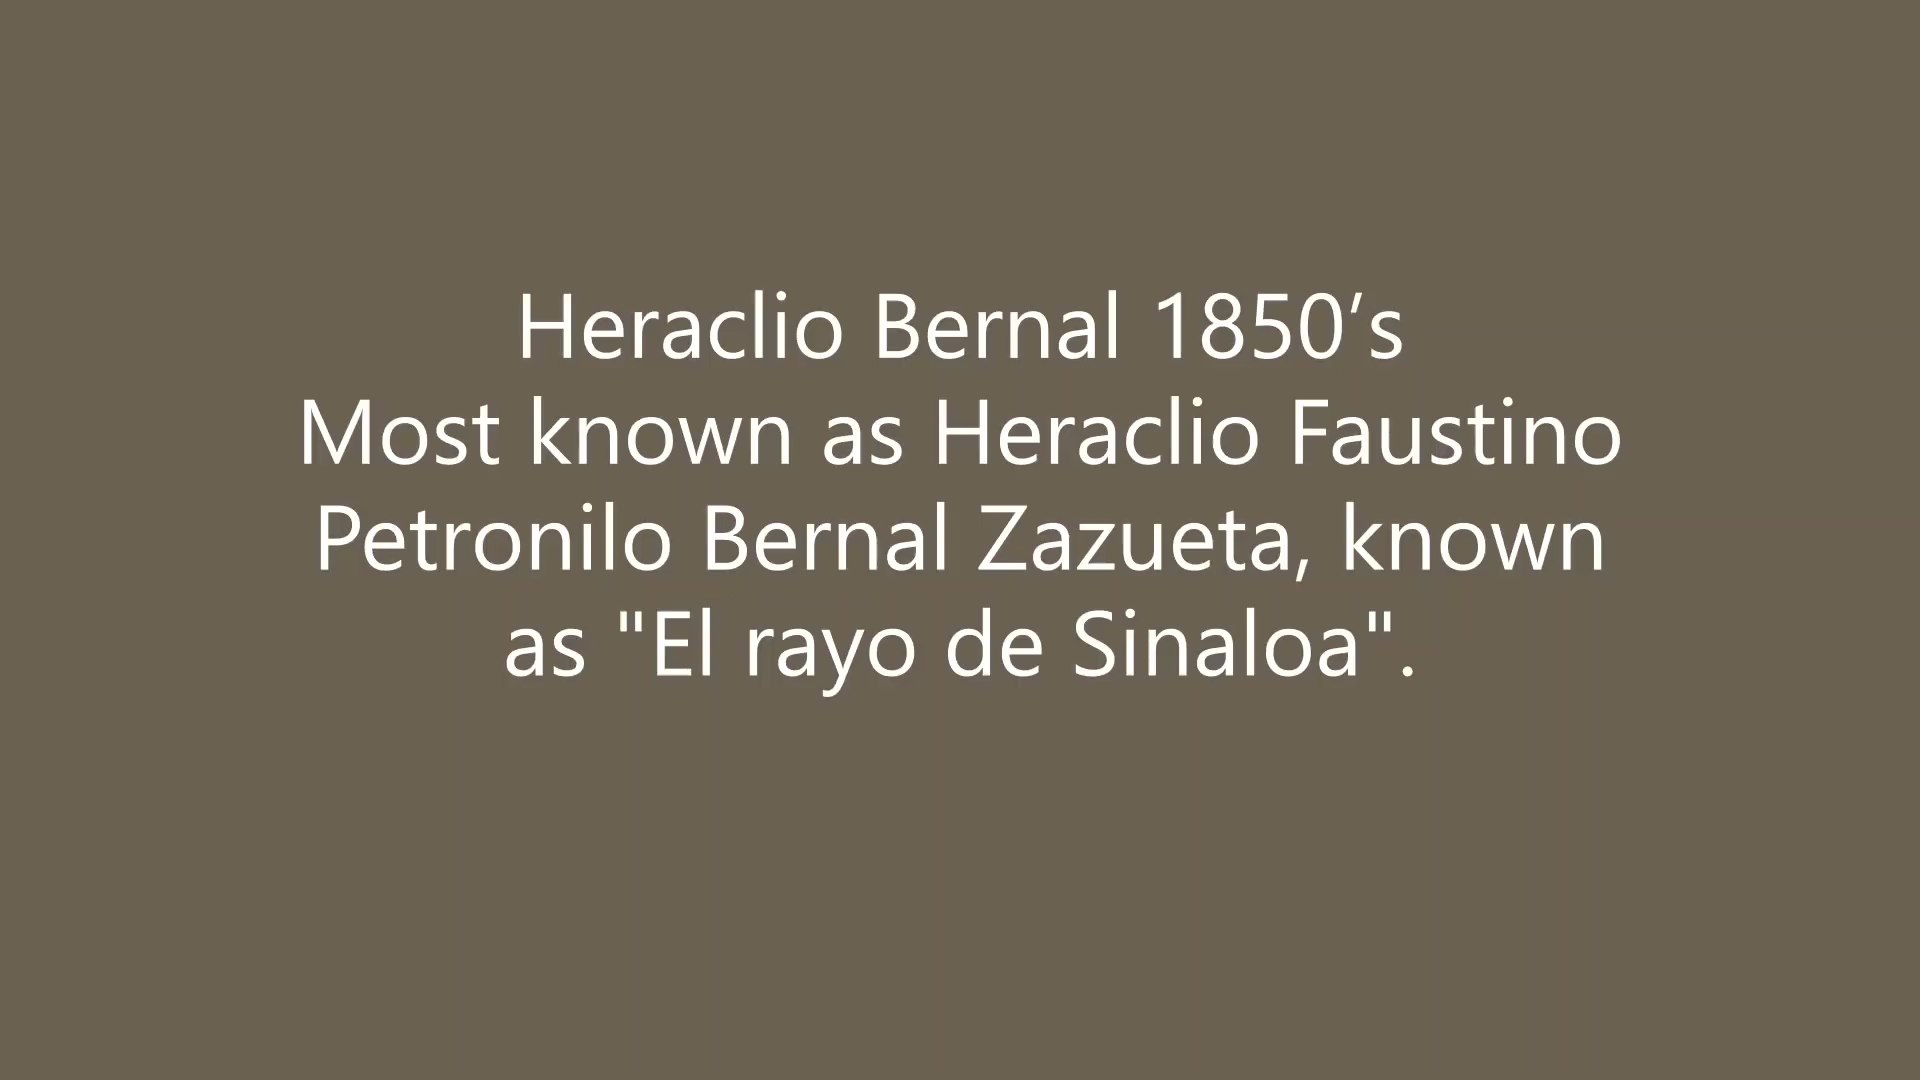 Heraclio Bernal 1850’s
Most known as Heraclio Faustino
Petronilo Bernal Zazueta, known
as "El rayo de Sinaloa".